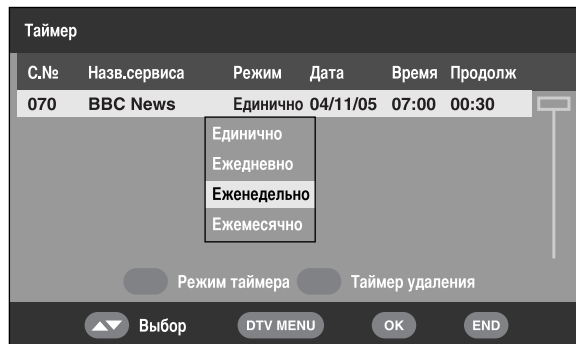 Таймер
С.№ Назв.сервиса Режим Дата Время Продолж
070 BBC News Единично 04/11/05 07:00 00:30
Единично
Ежедневно
Еженедельно
Ежемесячно
Режим таймера Таймер удаления
Выбор DTV MENU OK END